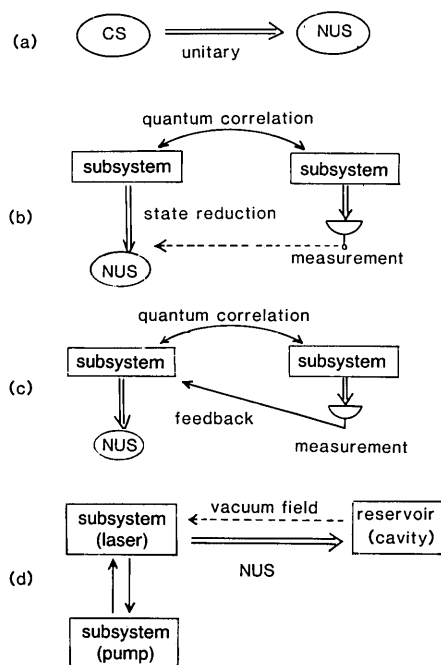 (a)
CS
unitary
NUS
(b)
quantum correlation
subsystem
subsystem
state reduction
measurement
NUS
(c)
quantum correlation
subsystem
subsystem
feedback
measurement
NUS
(d)
subsystem
(laser)
vacuum field
reservoir
(cavity)
NUS
subsystem
(pump)